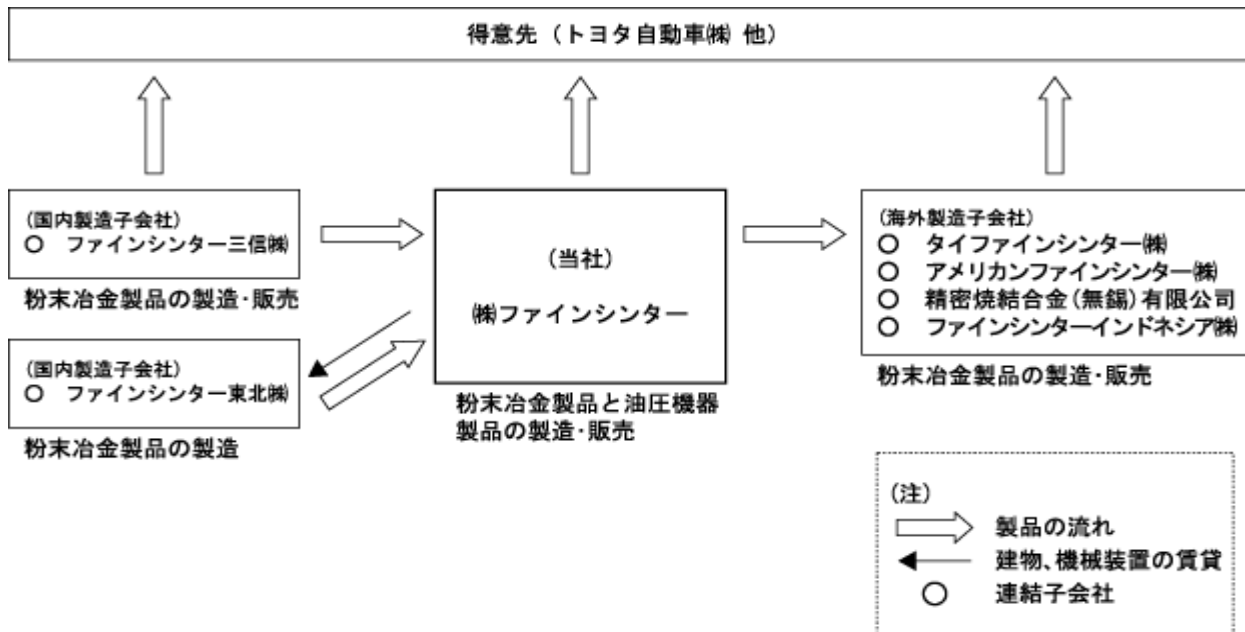 得意先（トヨタ自動車㈱ 他）
（国内製造子会社）
○ ファインシンター三信㈱
粉末冶金製品の製造･販売
（国内製造子会社）
○ ファインシンター東北㈱
粉末冶金製品の製造
（当社）
㈱ファインシンター
粉末冶金製品と油圧機器
製品の製造･販売
（海外製造子会社）
○ タイファインシンター㈱
○ アメリカンファインシンター㈱
○ 精密焼結合金（無錫）有限公司
○ ファインシンターインドネシア㈱
粉末冶金製品の製造･販売
（注）
製品の流れ
建物、機械装置の賃貸
○ 連結子会社